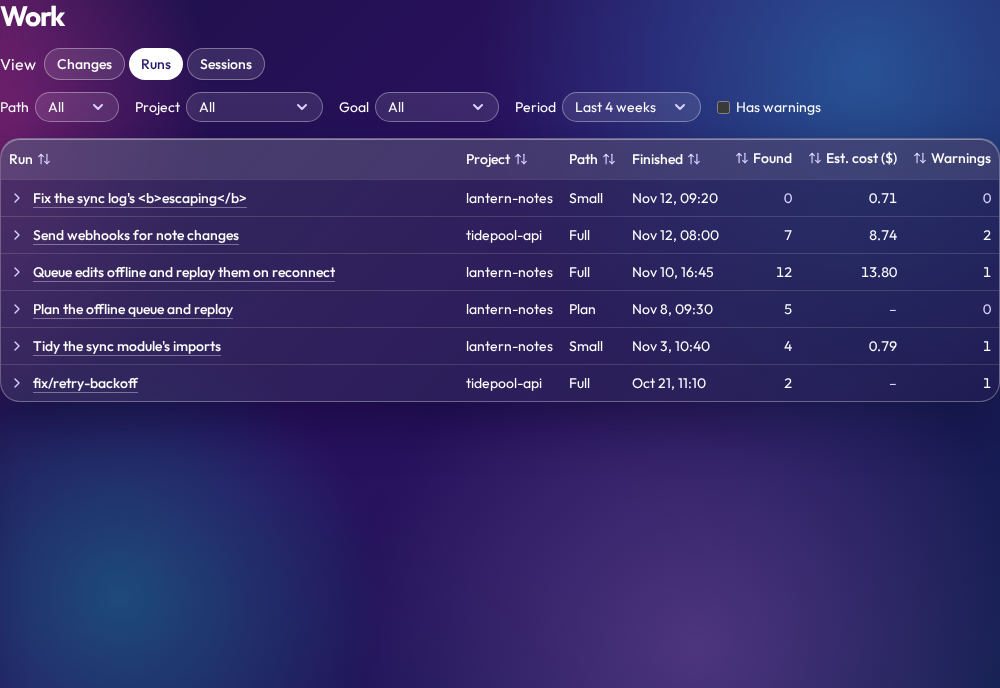 Work
View Changes Runs Sessions
Path All Project All Goal All Period Last 4 weeks Has warnings
Run Project Path Finished Found Est. cost ($) Warnings
Fix the sync log's <b>escaping</b> lantern-notes Small Nov 12, 09:20 0 0.71 0
Send webhooks for note changes tidepool-api Full Nov 12, 08:00 7 8.74 2
Queue edits offline and replay them on reconnect lantern-notes Full Nov 10, 16:45 12 13.80 1
Plan the offline queue and replay lantern-notes Plan Nov 8, 09:30 5 – 0
Tidy the sync module's imports lantern-notes Small Nov 3, 10:40 4 0.79 1
fix/retry-backoff tidepool-api Full Oct 21, 11:10 2 – 1